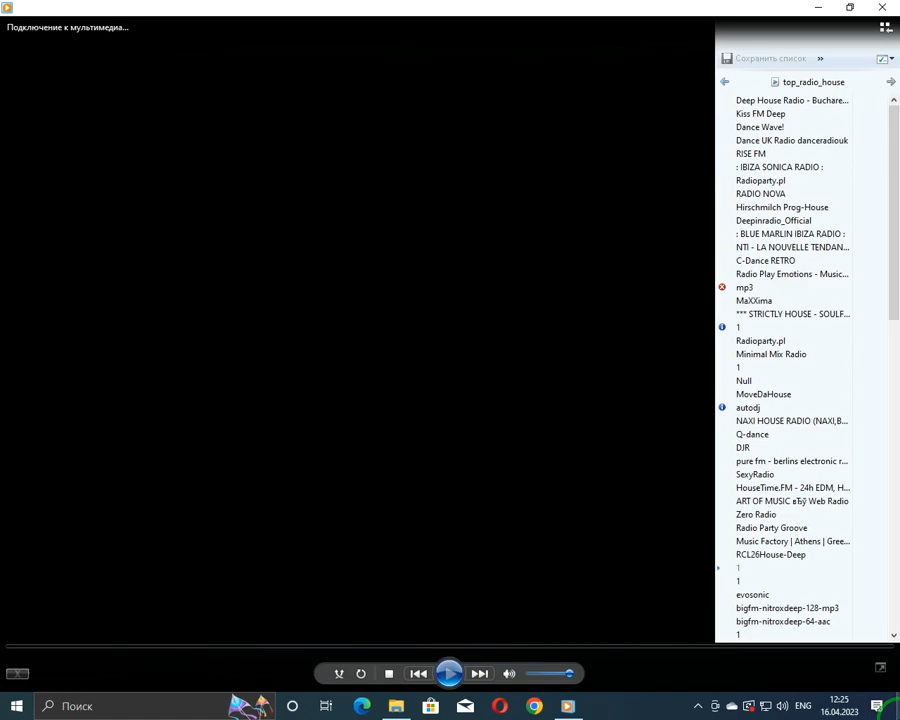 Подключение к мультимедиа...
Сохранить список »
top_radio_house
Deep House Radio - Buchare...
Kiss FM Deep
Dance Wave!
Dance UK Radio danceradiouk
RISE FM
: IBIZA SONICA RADIO :
Radioparty.pl
RADIO NOVA
Hirschmilch Prog-House
Deepinradio_Official
: BLUE MARLIN IBIZA RADIO :
NTI - LA NOUVELLE TENDAN...
C-Dance RETRO
Radio Play Emotions - Music...
mp3
MaXXima
*** STRICTLY HOUSE - SOULF...
1
Radioparty.pl
Minimal Mix Radio
1
Null
MoveDaHouse
autodj
NAXI HOUSE RADIO (NAXI,B...
Q-dance
DJR
pure fm - berlins electronic r...
SexyRadio
HouseTime.FM - 24h EDM, H...
ART OF MUSIC вЂў Web Radio
Zero Radio
Radio Party Groove
Music Factory | Athens | Gree...
RCL26House-Deep
1
1
evosonic
bigfm-nitroxdeep-128-mp3
bigfm-nitroxdeep-64-aac
1
Поиск
ENG
12:25
16.04.2023